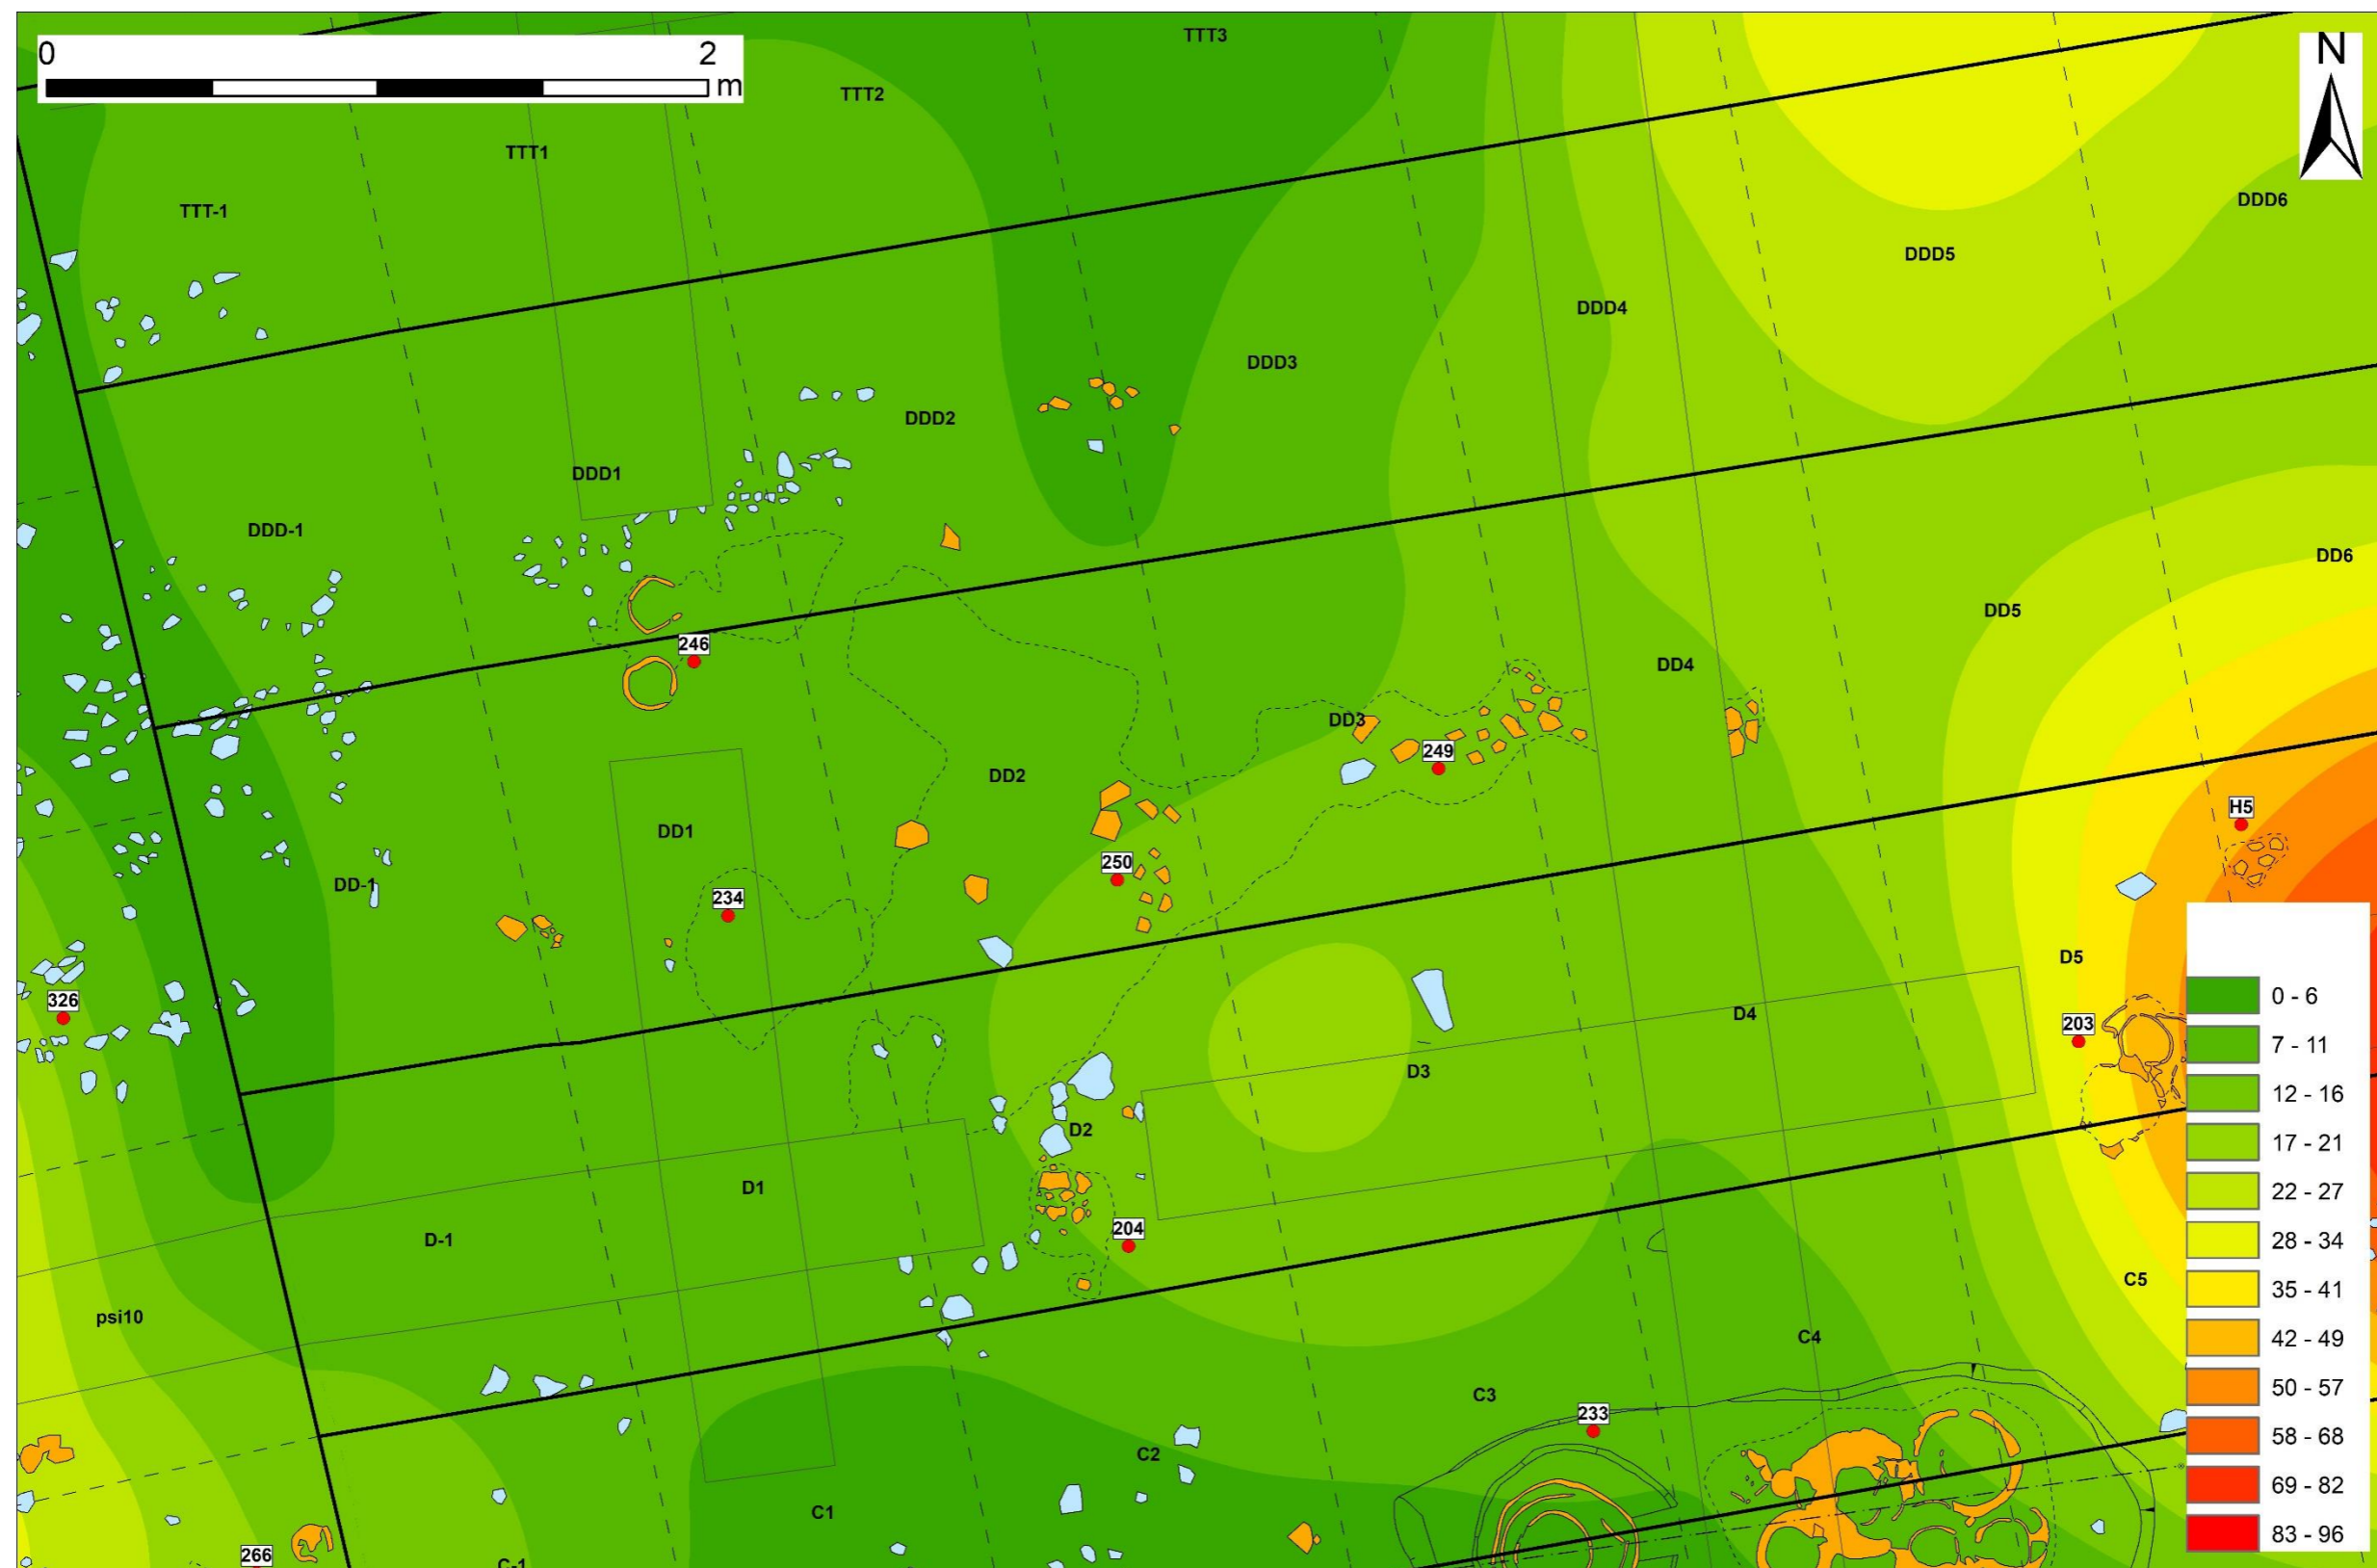 TTT3
N
0 2
m
TTT2
TTT1
TTT-1
DDD6
DDD5
DDD4
DDD3
DDD2
DDD1
DDD-1
DD6
DD5
246
DD4
DD3
249
DD2
H5
DD1
250
DD-1
234
D5
0 - 6
326
D4
203
7 - 11
D3
12 - 16
D2
17 - 21
D1
22 - 27
204
D-1
28 - 34
C5
35 - 41
psi10
C4
42 - 49
C3
50 - 57
233
58 - 68
C2
69 - 82
C1
83 - 96
266
C-1